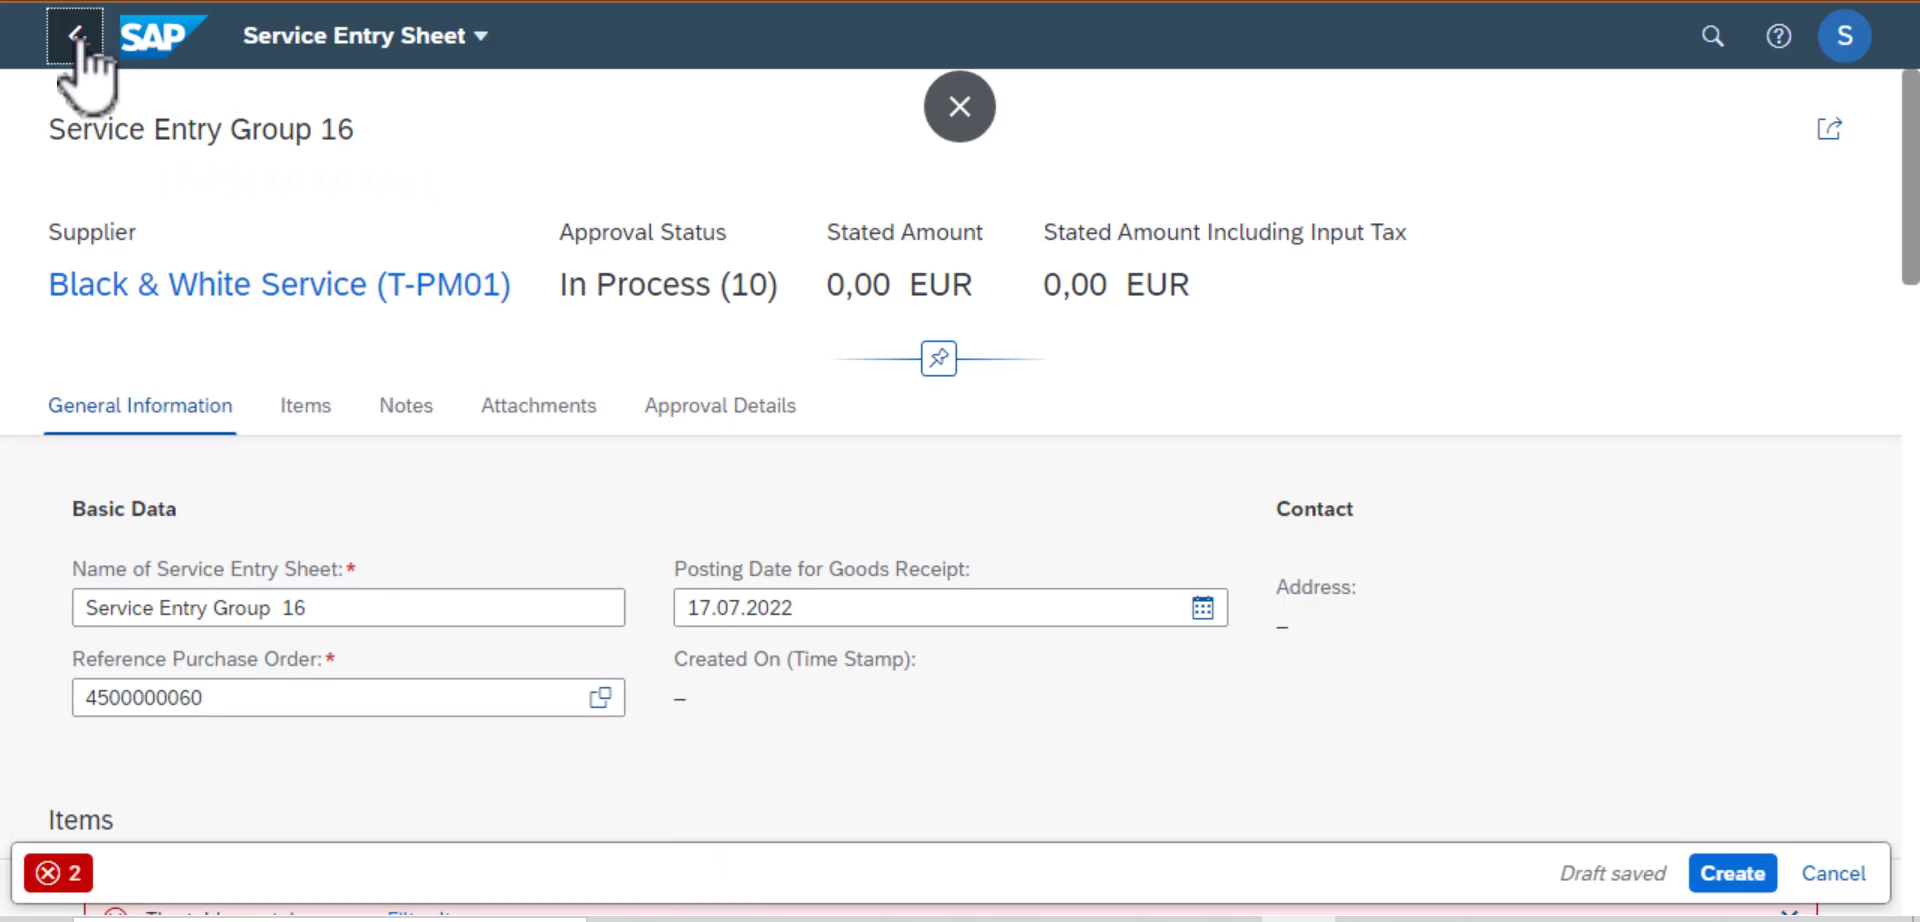 SAP Service Entry Sheet S
Service Entry Group 16
Supplier Approval Status Stated Amount Stated Amount Including Input Tax
Black & White Service (T-PM01) In Process (10) 0,00 EUR 0,00 EUR
General Information Items Notes Attachments Approval Details
Basic Data Contact
Name of Service Entry Sheet:* Posting Date for Goods Receipt:
Address:
Service Entry Group 16 17.07.2022
–
Reference Purchase Order:* Created On (Time Stamp):
4500000060 –
Items
2 Draft saved Create Cancel